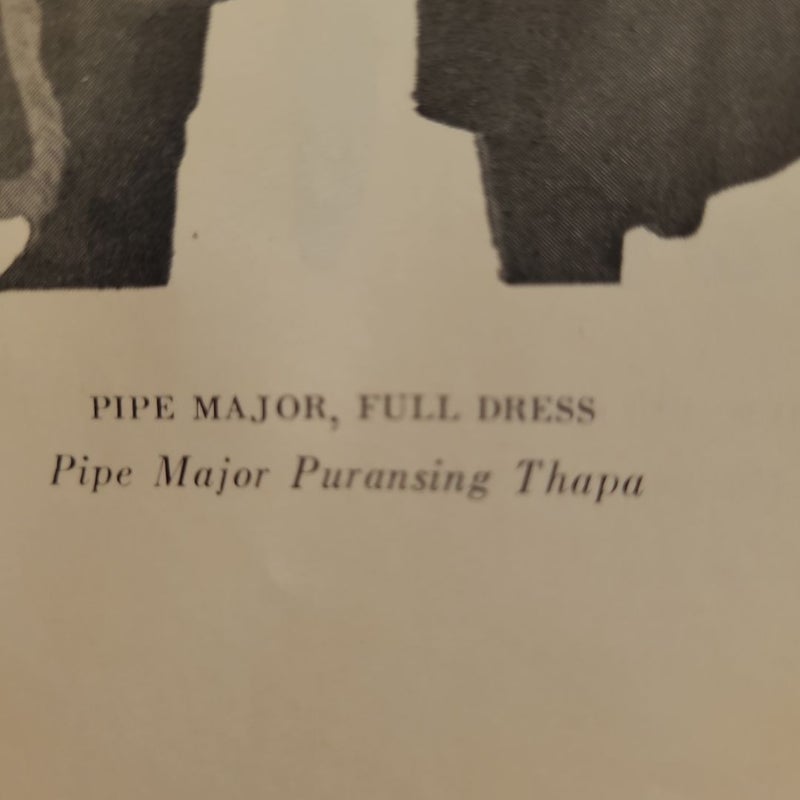 PIPE MAJOR, FULL DRESS
Pipe Major Puransing Thapa